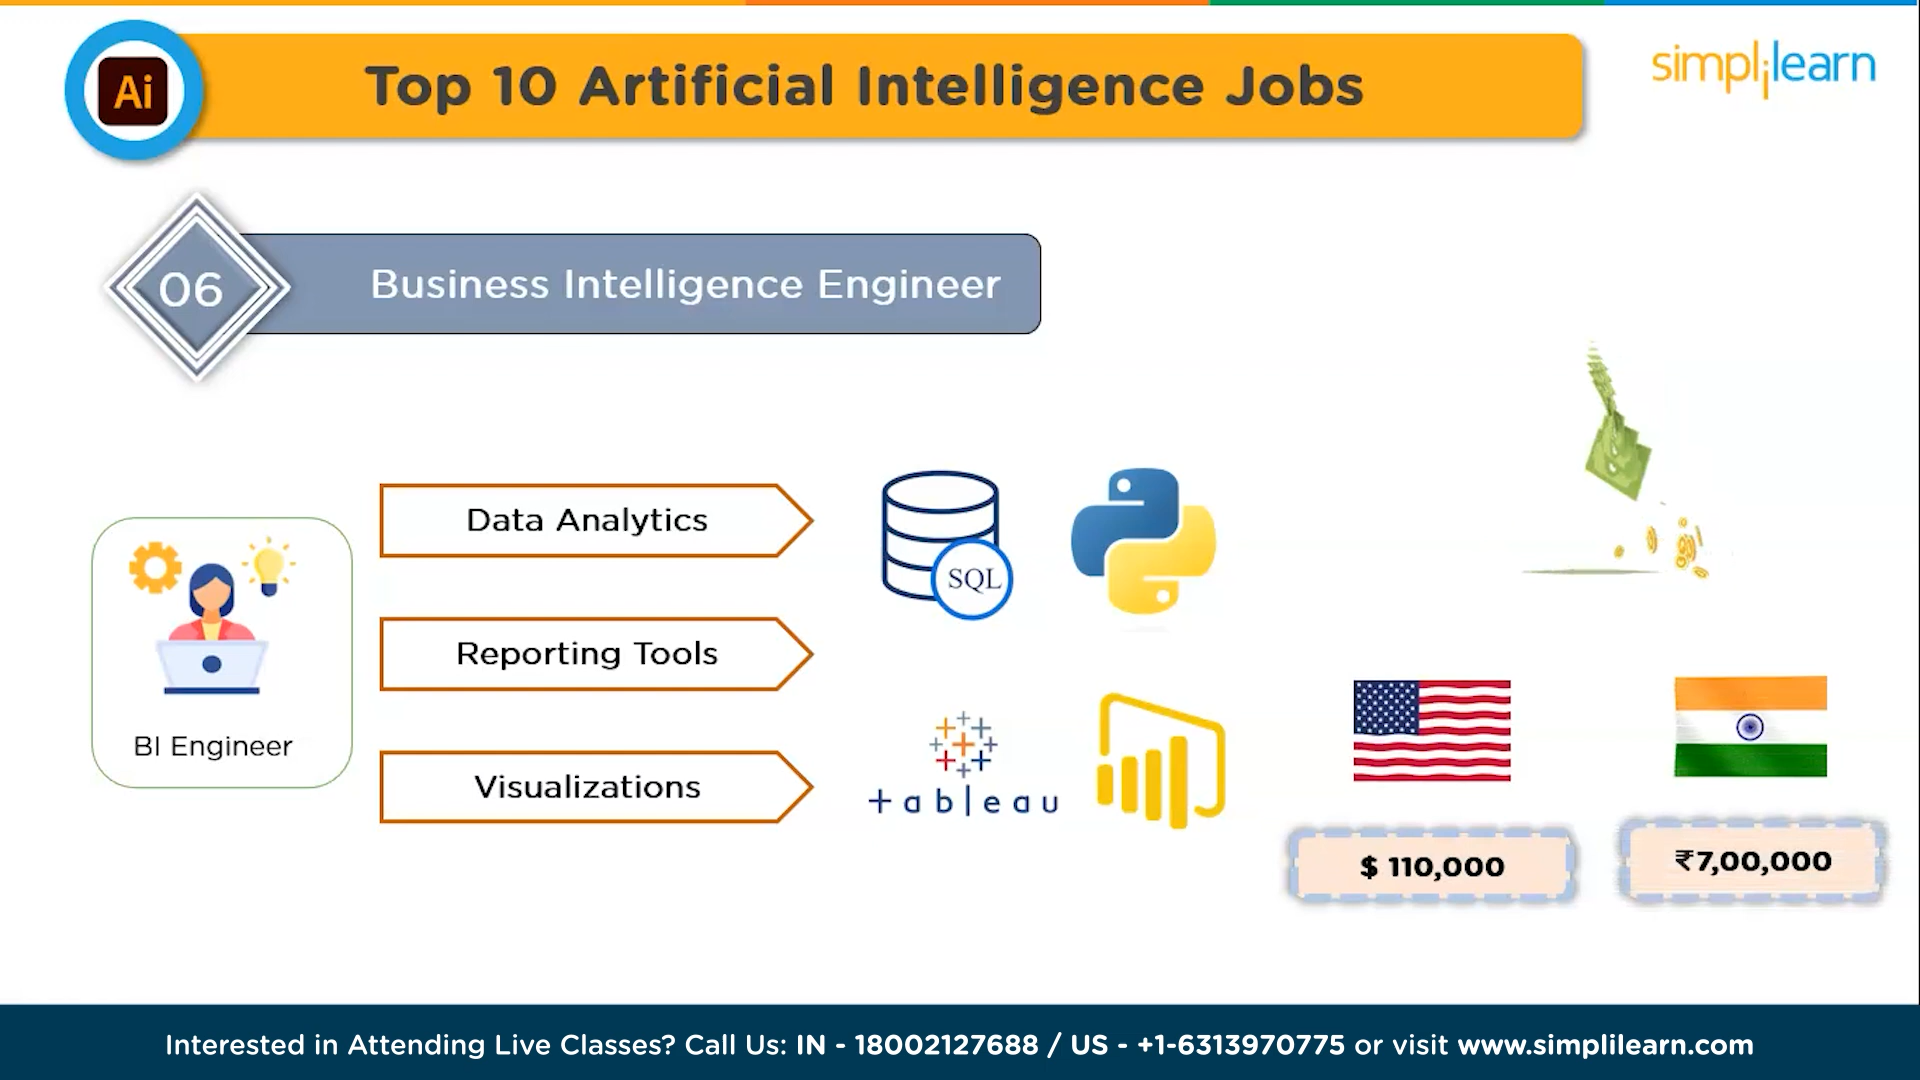 Ai
Top 10 Artificial Intelligence Jobs
simplilearn
06
Business Intelligence Engineer
Data Analytics
SQL
Reporting Tools
BI Engineer
Visualizations
+ableau
$ 110,000
₹7,00,000
Interested in Attending Live Classes? Call Us: IN - 18002127688 / US - +1-6313970775 or visit www.simplilearn.com